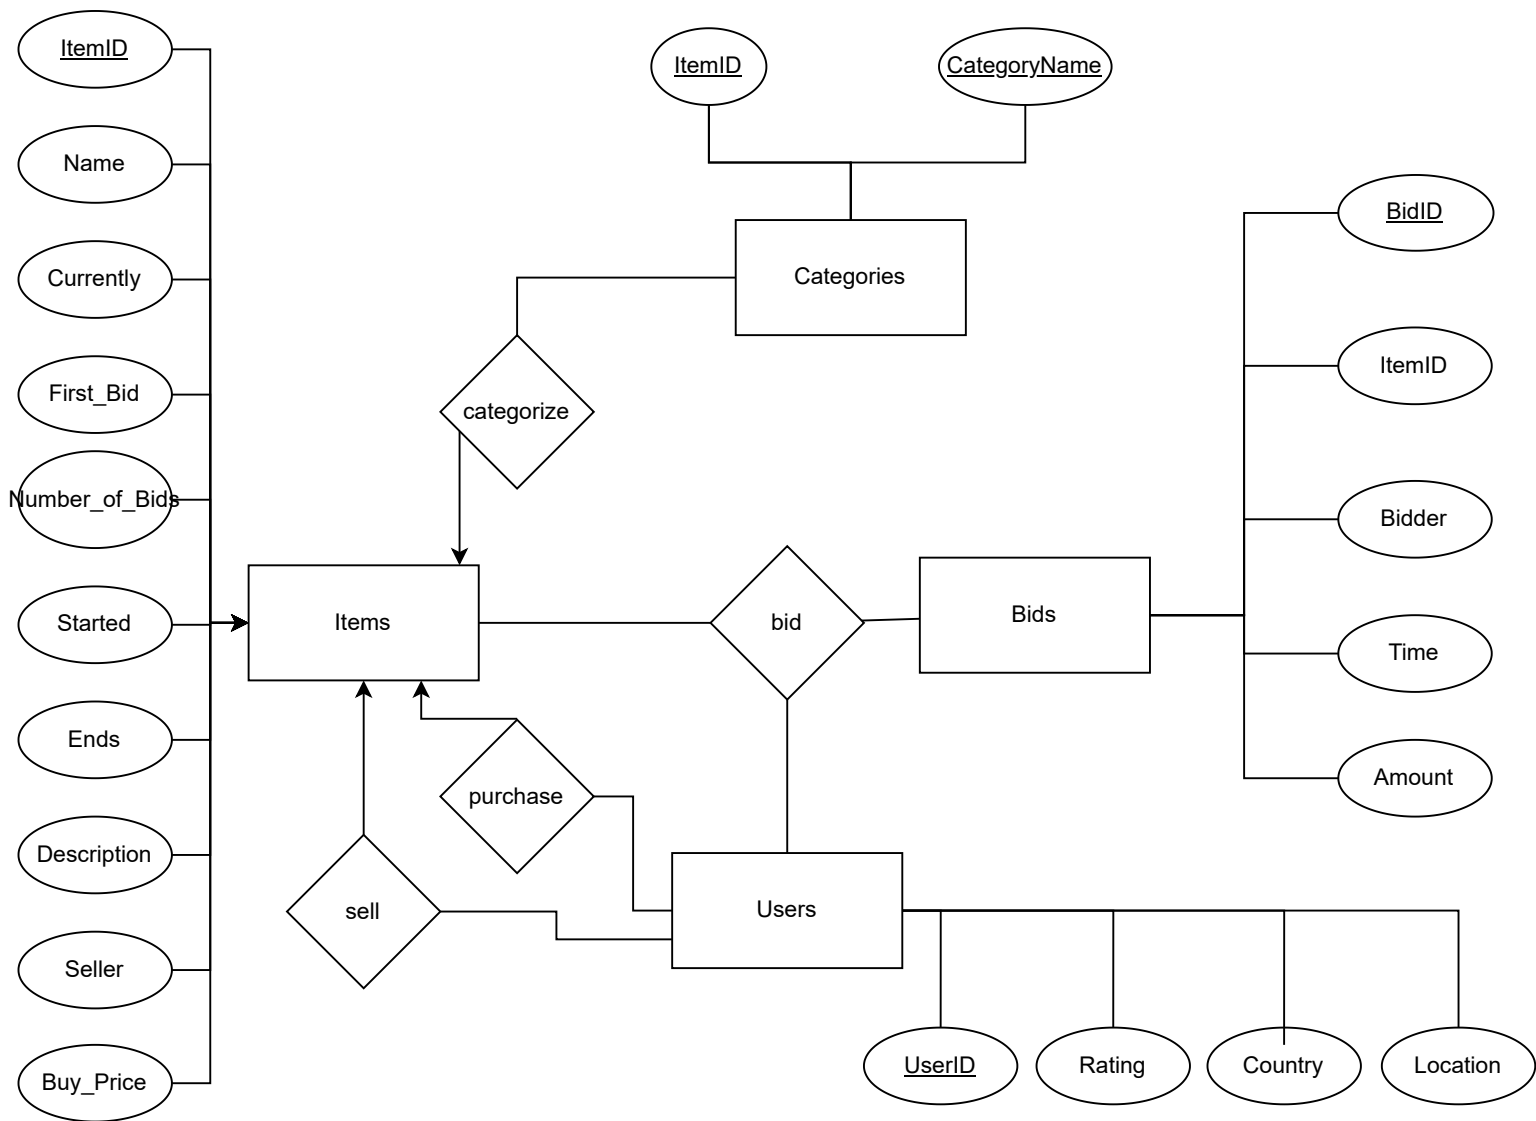 ItemID
Name
Currently
First_Bid
Number_of_Bids
Started
Ends
Description
Seller
Buy_Price
ItemID
CategoryName
Categories
categorize
Items
bid
Bids
purchase
sell
Users
BidID
ItemID
Bidder
Time
Amount
UserID
Rating
Country
Location